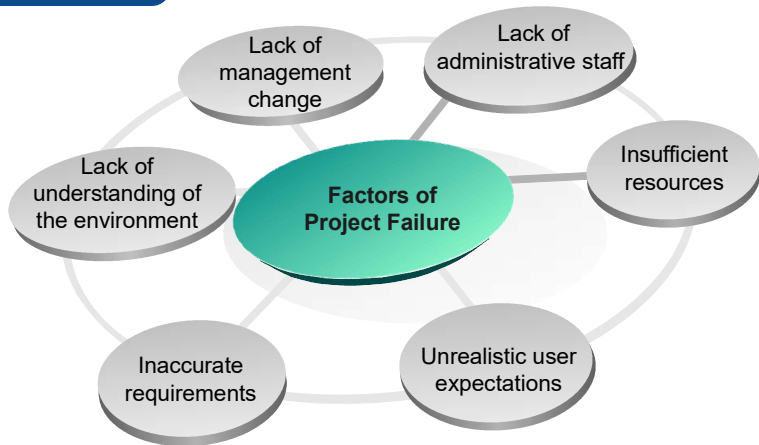 Lack of
management
change
Lack of
administrative staff
Insufficient
resources
Lack of
understanding of
the environment
Factors of
Project Failure
Inaccurate
requirements
Unrealistic user
expectations